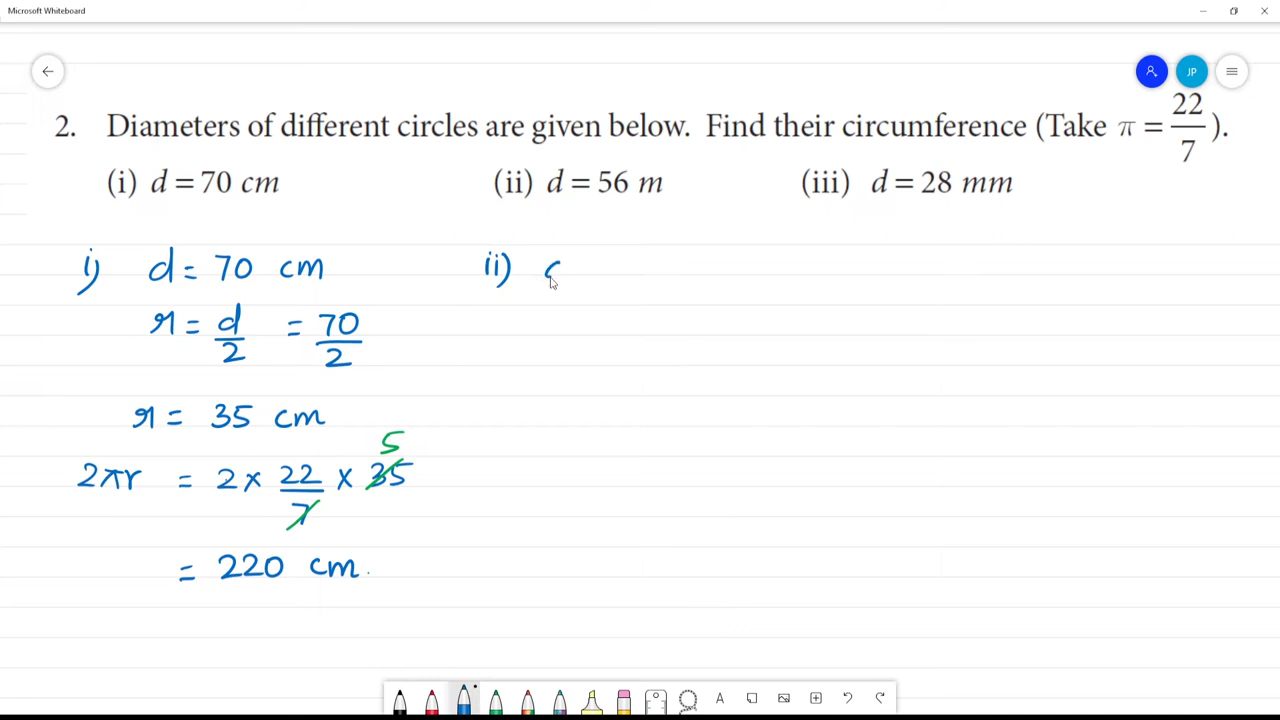 Microsoft Whiteboard
JP
2. Diameters of different circles are given below. Find their circumference (Take π = 22/7).
(i) d = 70 cm (ii) d = 56 m (iii) d = 28 mm
i) d = 70 cm ii)
r = d/2 = 70/2
r = 35 cm
2πr = 2 × 22/7 × 35
5
= 220 cm.
A